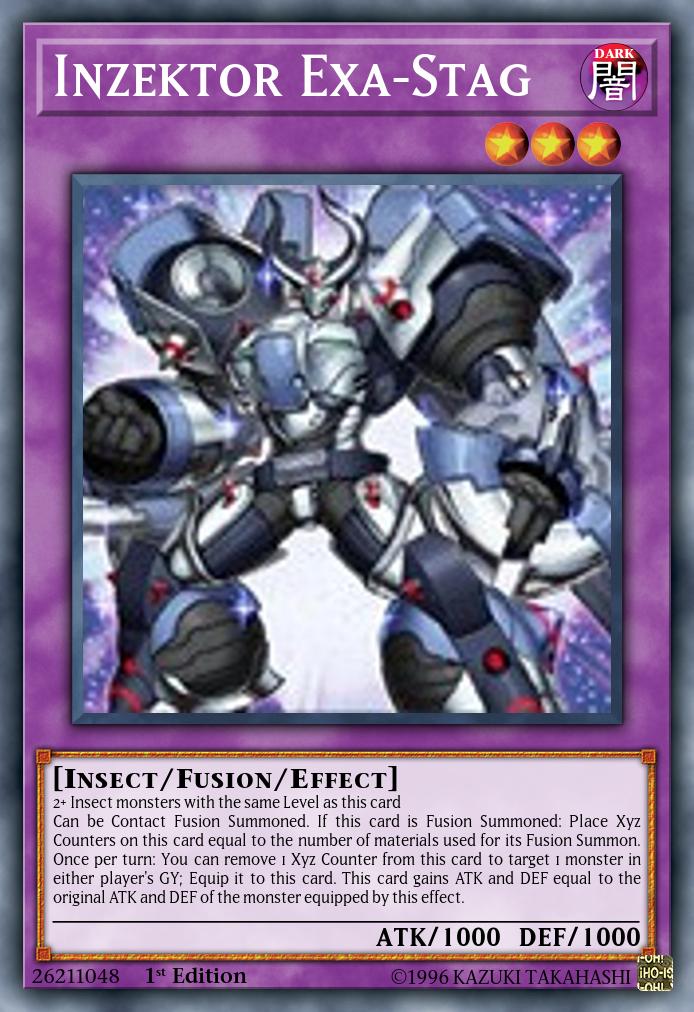 Inzektor Exa-Stag
DARK
闇
[Insect/Fusion/Effect]
2+ Insect monsters with the same Level as this card
Can be Contact Fusion Summoned. If this card is Fusion Summoned: Place Xyz
Counters on this card equal to the number of materials used for its Fusion Summon.
Once per turn: You can remove 1 Xyz Counter from this card to target 1 monster in
either player's GY; Equip it to this card. This card gains ATK and DEF equal to the
original ATK and DEF of the monster equipped by this effect.
ATK/1000 DEF/1000
26211048 1st Edition ©1996 KAZUKI TAKAHASHI